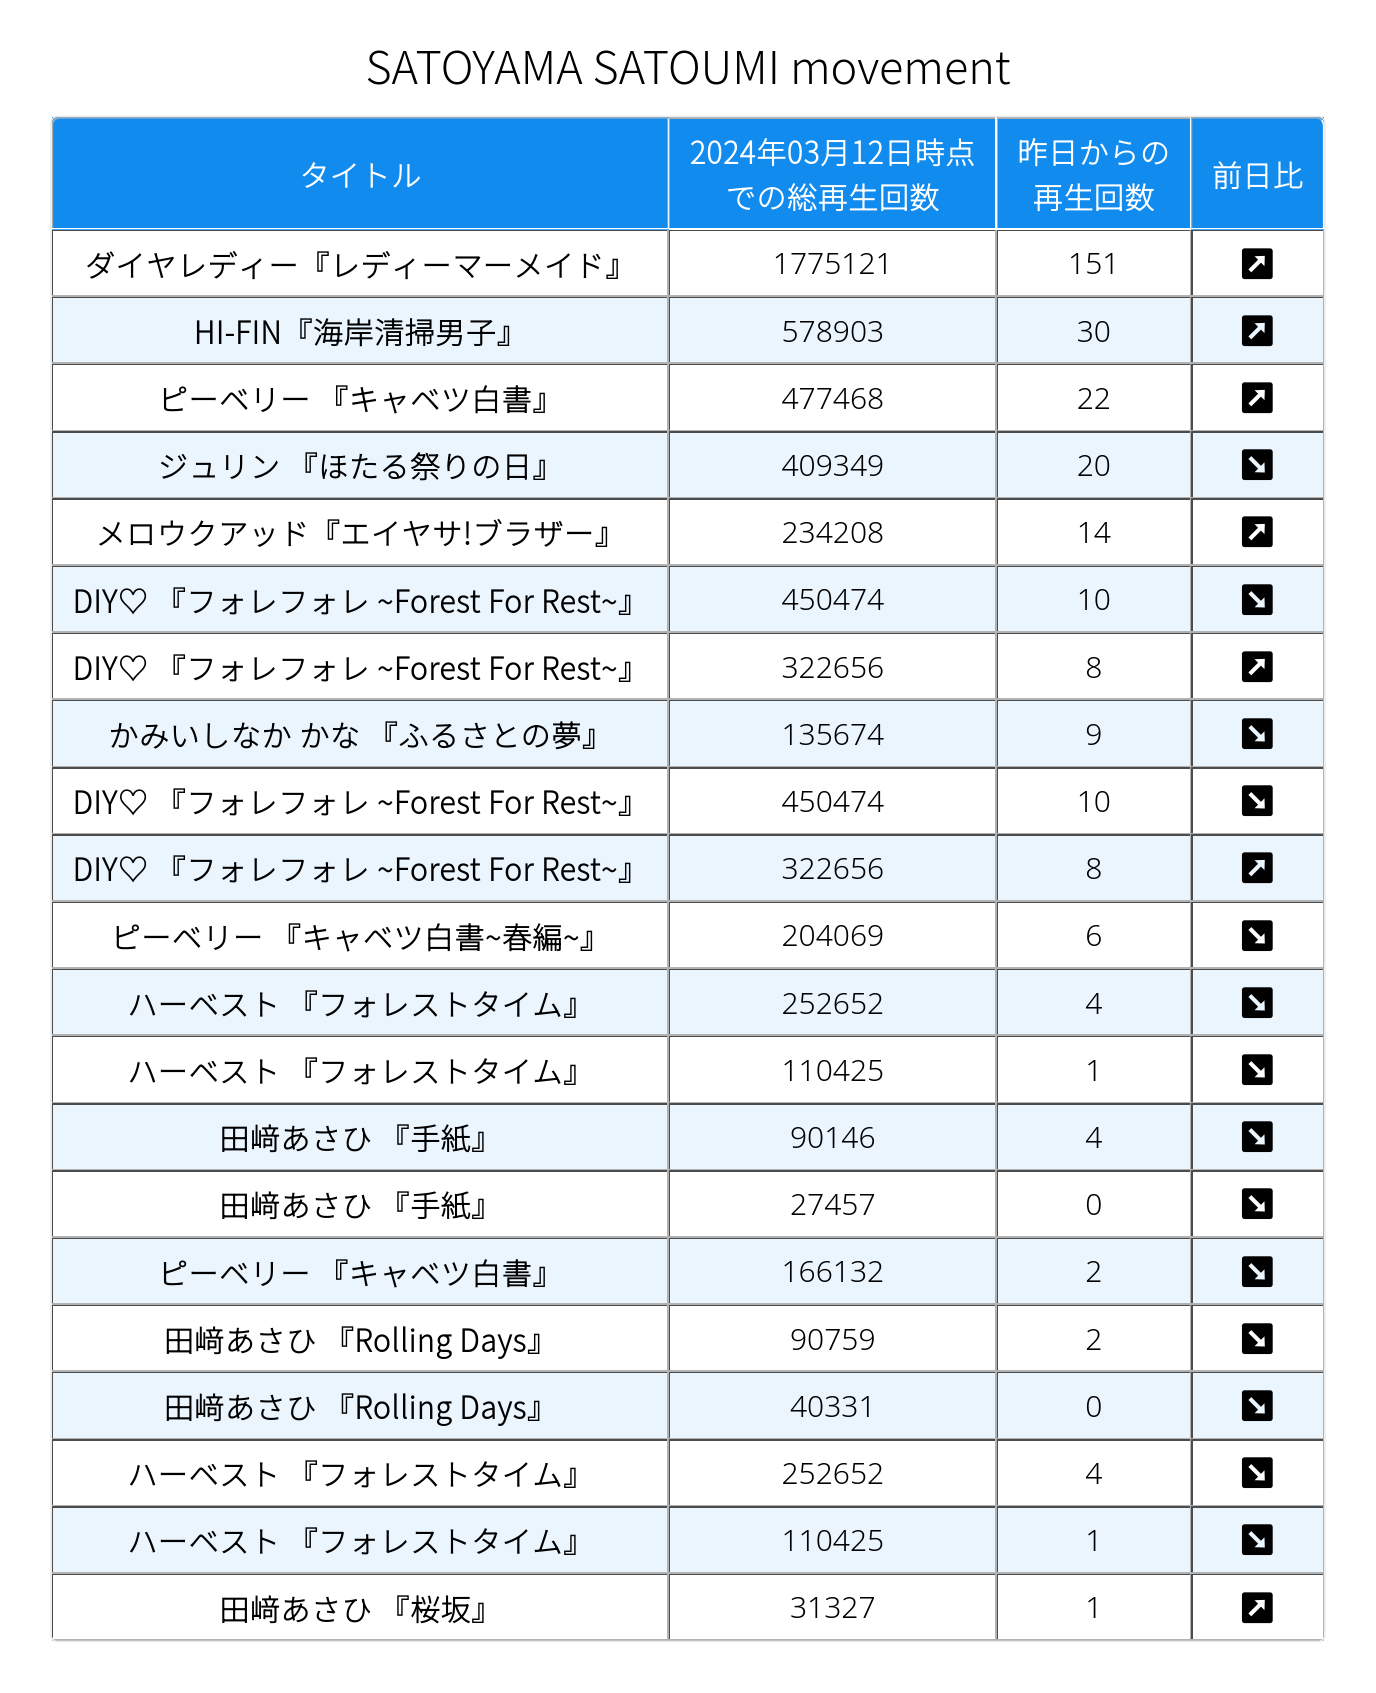 SATOYAMA SATOUMI movement
タイトル 2024年03月12日時点での総再生回数 昨日からの再生回数 前日比
ダイヤレディー『レディーマーメイド』 1775121 151 ↗
HI-FIN『海岸清掃男子』 578903 30 ↗
ピーベリー 『キャベツ白書』 477468 22 ↗
ジュリン 『ほたる祭りの日』 409349 20 ↘
メロウクアッド『エイヤサ!ブラザー』 234208 14 ↗
DIY♡ 『フォレフォレ ~Forest For Rest~』 450474 10 ↘
DIY♡ 『フォレフォレ ~Forest For Rest~』 322656 8 ↗
かみいしなか かな 『ふるさとの夢』 135674 9 ↘
DIY♡ 『フォレフォレ ~Forest For Rest~』 450474 10 ↘
DIY♡ 『フォレフォレ ~Forest For Rest~』 322656 8 ↗
ピーベリー 『キャベツ白書~春編~』 204069 6 ↘
ハーベスト 『フォレストタイム』 252652 4 ↘
ハーベスト 『フォレストタイム』 110425 1 ↘
田﨑あさひ 『手紙』 90146 4 ↘
田﨑あさひ 『手紙』 27457 0 ↘
ピーベリー 『キャベツ白書』 166132 2 ↘
田﨑あさひ 『Rolling Days』 90759 2 ↘
田﨑あさひ 『Rolling Days』 40331 0 ↘
ハーベスト 『フォレストタイム』 252652 4 ↘
ハーベスト 『フォレストタイム』 110425 1 ↘
田﨑あさひ 『桜坂』 31327 1 ↗